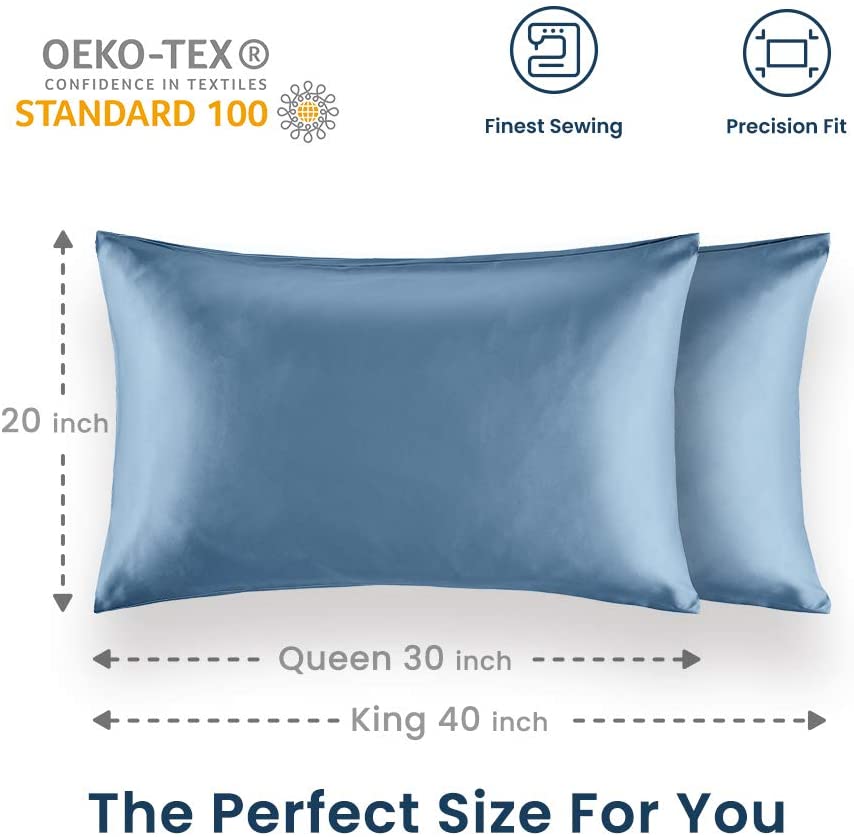 OEKO-TEX®
CONFIDENCE IN TEXTILES
STANDARD 100
Finest Sewing
Precision Fit
20 inch
Queen 30 inch
King 40 inch
The Perfect Size For You